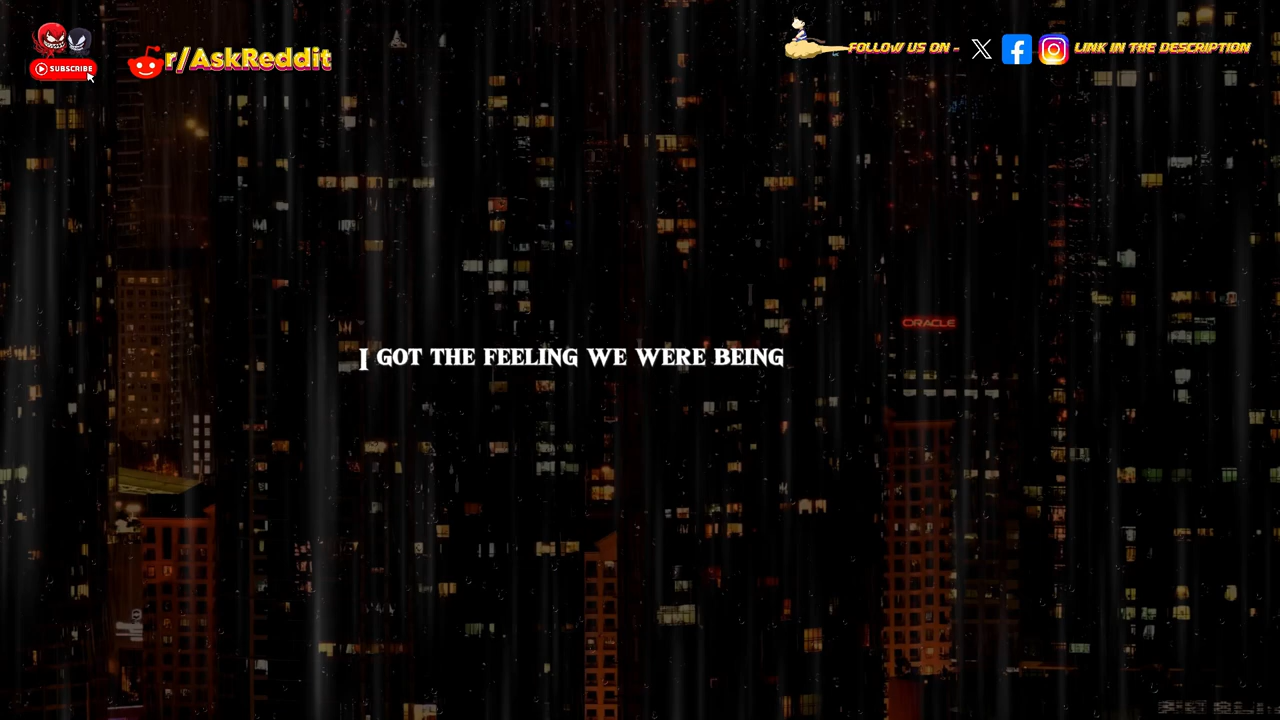 SUBSCRIBE
r/AskReddit
FOLLOW US ON -
LINK IN THE DESCRIPTION
ORACLE
I GOT THE FEELING WE WERE BEING